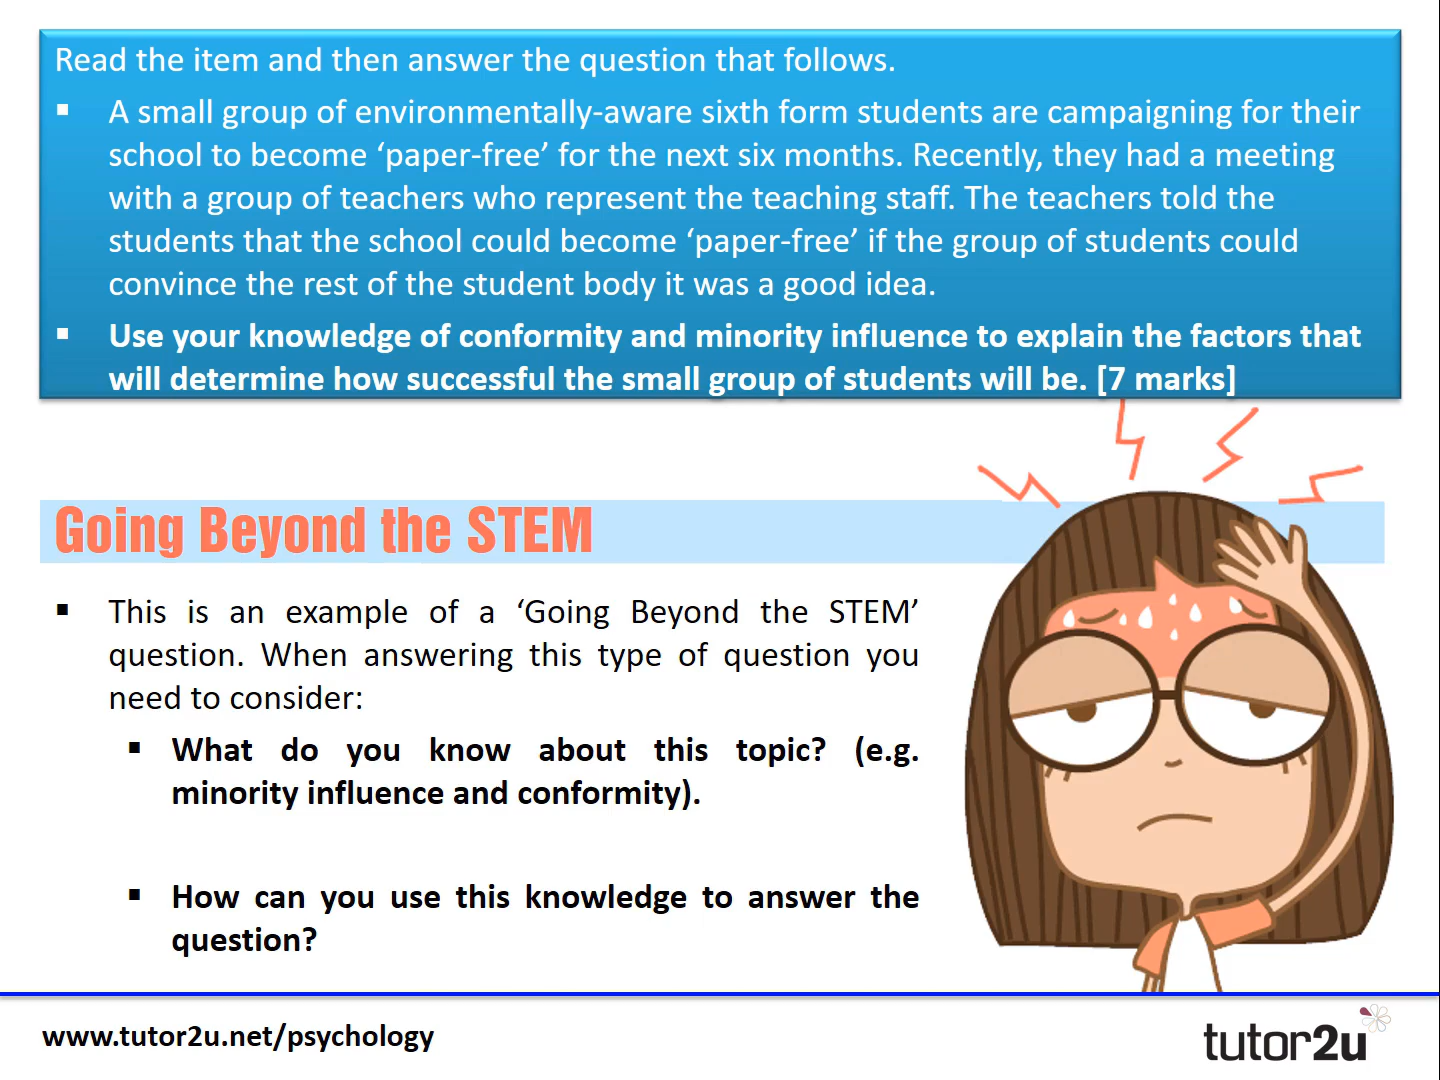 Read the item and then answer the question that follows.
▪ A small group of environmentally-aware sixth form students are campaigning for their
school to become ‘paper-free’ for the next six months. Recently, they had a meeting
with a group of teachers who represent the teaching staff. The teachers told the
students that the school could become ‘paper-free’ if the group of students could
convince the rest of the student body it was a good idea.
▪ Use your knowledge of conformity and minority influence to explain the factors that
will determine how successful the small group of students will be. [7 marks]
Going Beyond the STEM
▪ This is an example of a ‘Going Beyond the STEM’
question. When answering this type of question you
need to consider:
▪ What do you know about this topic? (e.g.
minority influence and conformity).
▪ How can you use this knowledge to answer the
question?
www.tutor2u.net/psychology
tutor2u